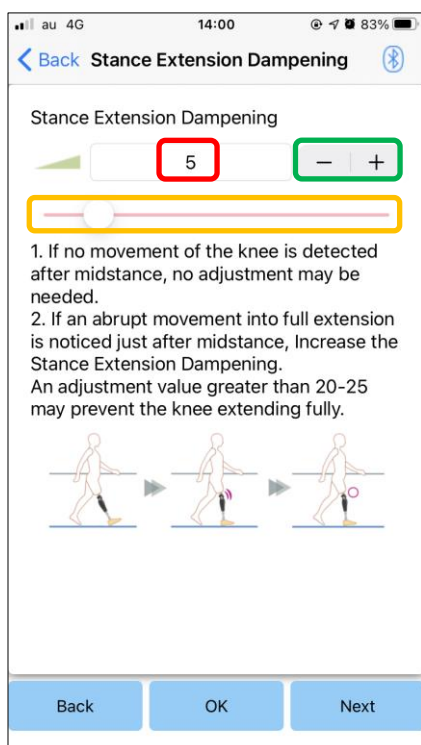 au 4G 14:00 83%
Back Stance Extension Dampening
Stance Extension Dampening
5 − +
1. If no movement of the knee is detected
after midstance, no adjustment may be
needed.
2. If an abrupt movement into full extension
is noticed just after midstance, Increase the
Stance Extension Dampening.
An adjustment value greater than 20-25
may prevent the knee extending fully.
Back OK Next